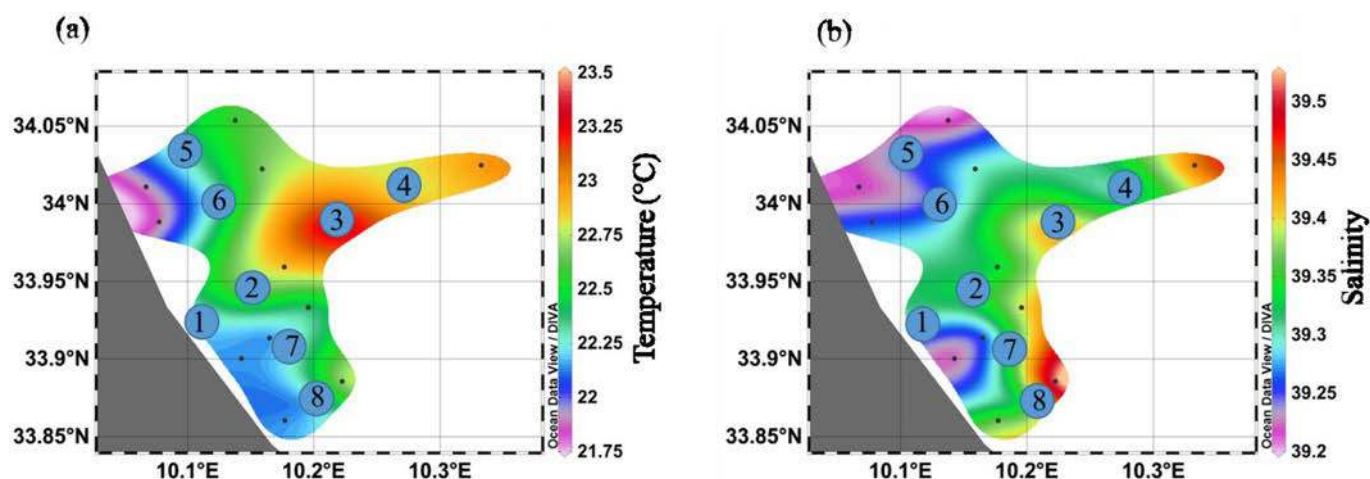 (a)
(b)
34.05°N
34°N
33.95°N
33.9°N
33.85°N
10.1°E
10.2°E
10.3°E
5
6
4
3
2
1
7
8
23.5
23.25
23
22.75
22.5
22.25
22
21.75
Ocean Data View / DIVA
Temperature (°C)
34.05°N
34°N
33.95°N
33.9°N
33.85°N
10.1°E
10.2°E
10.3°E
5
6
4
3
2
1
7
8
39.5
39.45
39.4
39.35
39.3
39.25
39.2
Ocean Data View / DIVA
Salinity